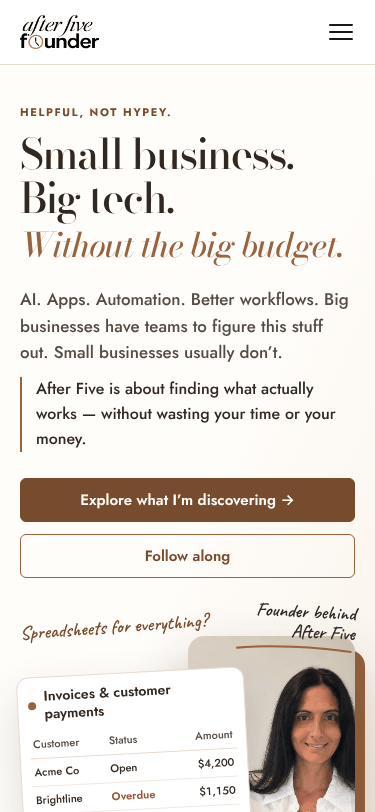 after five
founder
HELPFUL, NOT HYPEY.
Small business.
Big tech.
Without the big budget.
AI. Apps. Automation. Better workflows. Big
businesses have teams to figure this stuff
out. Small businesses usually don’t.
After Five is about finding what actually
works — without wasting your time or your
money.
Explore what I’m discovering →
Follow along
Spreadsheets for everything?
Founder behind
After Five
Invoices & customer
payments
Customer Status Amount
Acme Co Open $4,200
Brightline Overdue $1,150